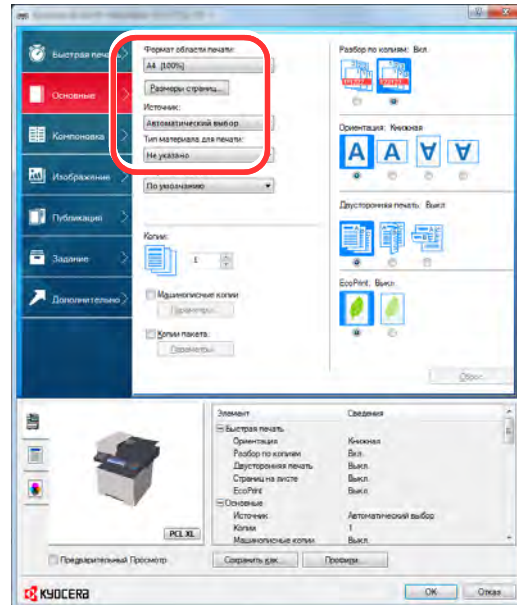 Быстрая печать
Основные
Компоновка
Изображение
Публикация
Задание
Дополнительно
Формат области печати:
A4 [100%]
Размеры страниц...
Источник:
Автоматический выбор
Тип материала для печати:
Не указано
По умолчанию
Копии:
1
Машинописные копии
Параметры...
Копии пакета
Параметры...
Разбор по копиям: Вкл.
Ориентация: Книжная
A A A A
Двусторонняя печать: Выкл.
EcoPrint: Выкл.
Сброс...
PCL XL
Предварительный Просмотр
Элемент Сведения
Быстрая печать
Ориентация Книжная
Разбор по копиям Вкл.
Двусторонняя печать Выкл.
Страниц на листе Выкл.
EcoPrint Выкл.
Основные
Источник Автоматический выбор
Копии 1
Машинописные копии Выкл.
Сохранить как... Профили...
KYOCERA
OK Отказ